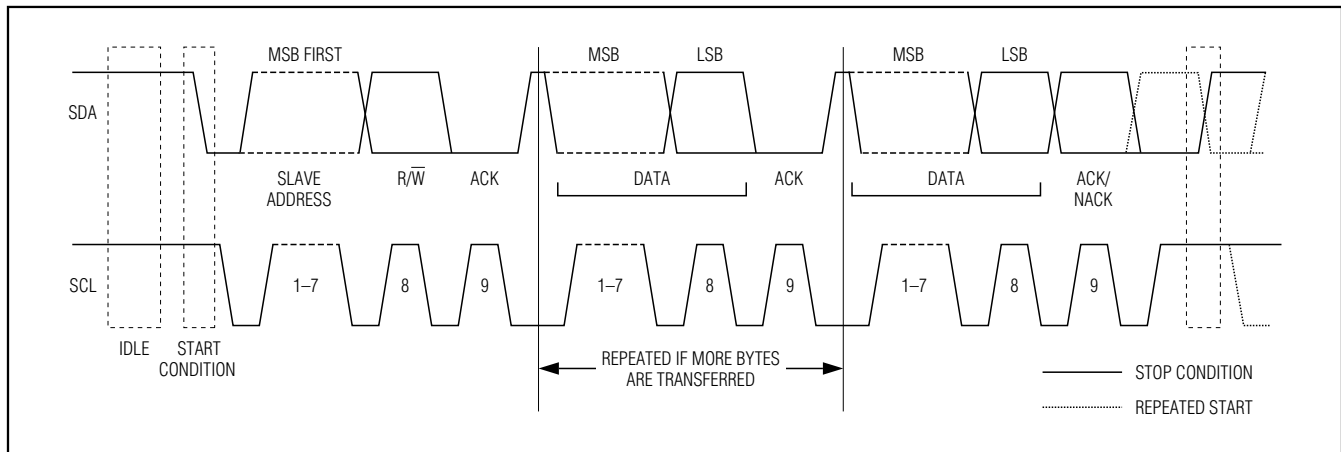 MSB FIRST
MSB LSB
MSB LSB
SDA
SLAVE
ADDRESS
R/W̅
ACK
DATA
ACK
DATA
ACK/
NACK
SCL
1–7 8 9
1–7 8 9
1–7 8 9
IDLE
START
CONDITION
REPEATED IF MORE BYTES
ARE TRANSFERRED
STOP CONDITION
REPEATED START